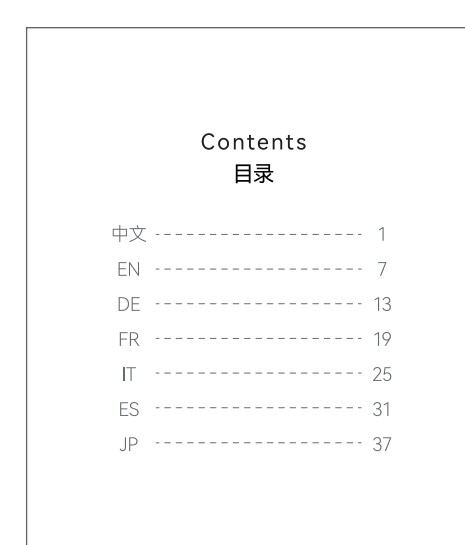 Contents
目录
中文 ------------------------ 1
EN ------------------------ 7
DE ------------------------ 13
FR ------------------------ 19
IT ------------------------ 25
ES ------------------------ 31
JP ------------------------ 37